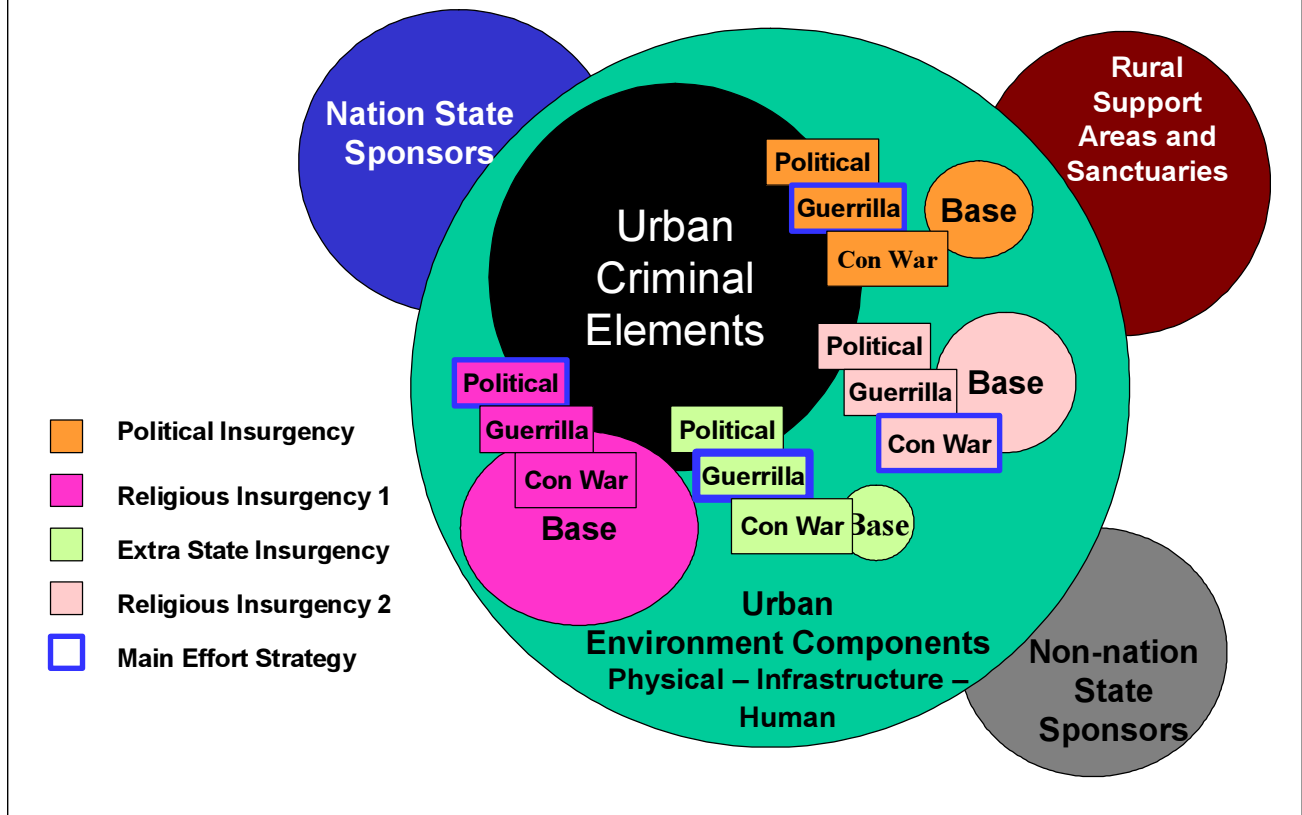 Nation State
Sponsors
Rural
Support
Areas and
Sanctuaries
Urban
Criminal
Elements
Political
Guerrilla
Con War
Base
Political
Guerrilla
Con War
Base
Political
Guerrilla
Con War
Base
Political
Guerrilla
Con War
Base
Political Insurgency
Religious Insurgency 1
Extra State Insurgency
Religious Insurgency 2
Main Effort Strategy
Urban
Environment Components
Physical – Infrastructure –
Human
Non-nation
State
Sponsors